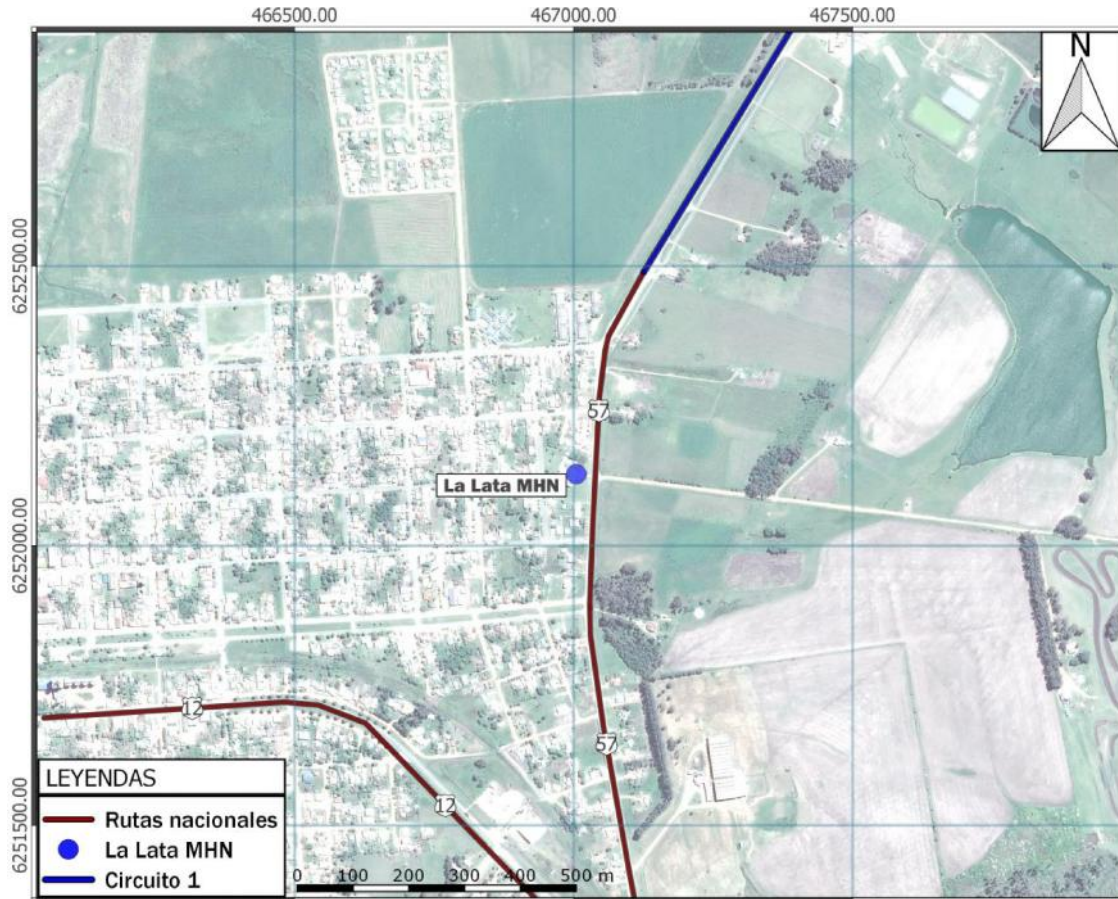 466500.00 467000.00 467500.00
N
6252500.00
57
La Lata MHN
6252000.00
12
57
12
6251500.00
LEYENDAS
Rutas nacionales
La Lata MHN
Circuito 1
0 100 200 300 400 500 m